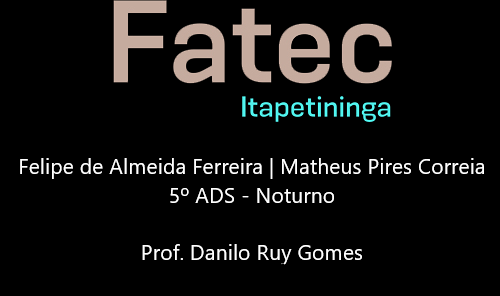 Fatec
Itapetininga
Felipe de Almeida Ferreira | Matheus Pires Correia
5º ADS - Noturno
Prof. Danilo Ruy Gomes